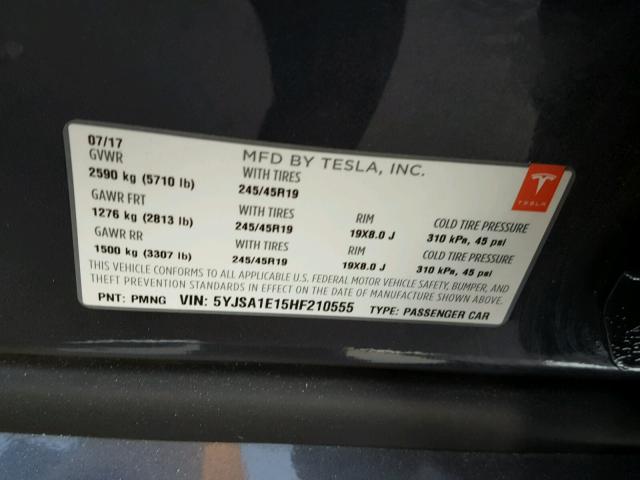 07/17
GVWR MFD BY TESLA, INC.
2590 kg (5710 lb) WITH TIRES
245/45R19
GAWR FRT WITH TIRES RIM COLD TIRE PRESSURE
1276 kg (2813 lb) 245/45R19 19X8.0 J 310 kPa, 45 psi
GAWR RR WITH TIRES RIM COLD TIRE PRESSURE
1500 kg (3307 lb) 245/45R19 19X8.0 J 310 kPa, 45 psi
THIS VEHICLE CONFORMS TO ALL APPLICABLE U.S. FEDERAL MOTOR VEHICLE SAFETY, BUMPER, AND
THEFT PREVENTION STANDARDS IN EFFECT ON THE DATE OF MANUFACTURE SHOWN ABOVE.
PNT: PMNG VIN: 5YJSA1E15HF210555 TYPE: PASSENGER CAR
TESLA